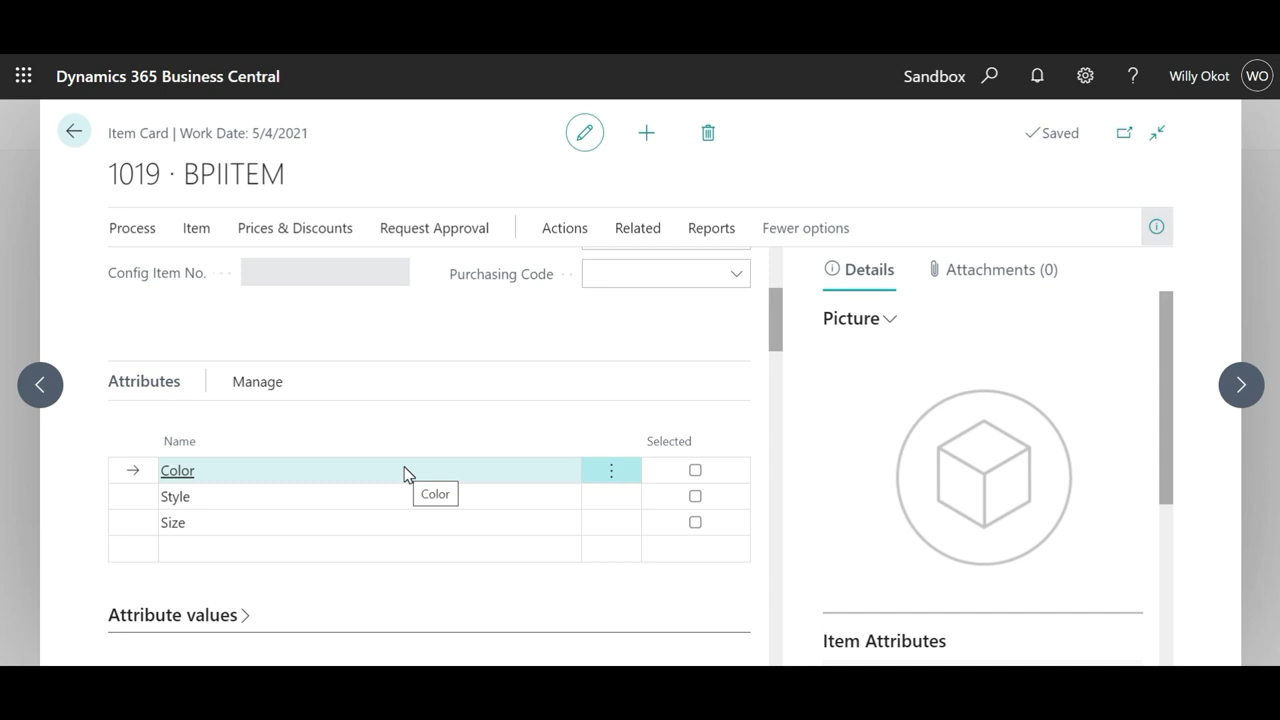 Dynamics 365 Business Central
Sandbox
?
Willy Okot
WO
Item Card | Work Date: 5/4/2021
Saved
1019 · BPIITEM
Process
Item
Prices & Discounts
Request Approval
Actions
Related
Reports
Fewer options
Config Item No.
Purchasing Code
Details
Attachments (0)
Picture
Attributes
Manage
Name
Selected
Color
Color
Style
Size
Attribute values
Item Attributes